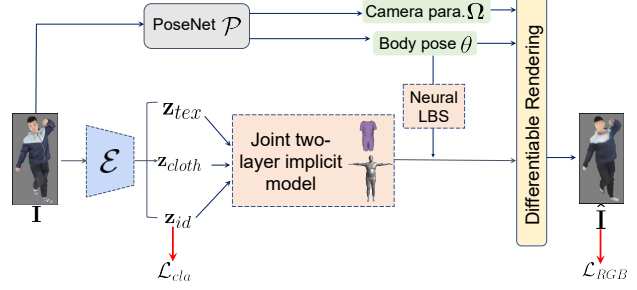 Camera para. Ω
PoseNet 𝒫
Body pose θ
Neural
LBS
Differentiable Rendering
z_tex
Joint two-
layer implicit
model
ℰ
z_cloth
z_id
I
Î
ℒ_cla
ℒ_RGB